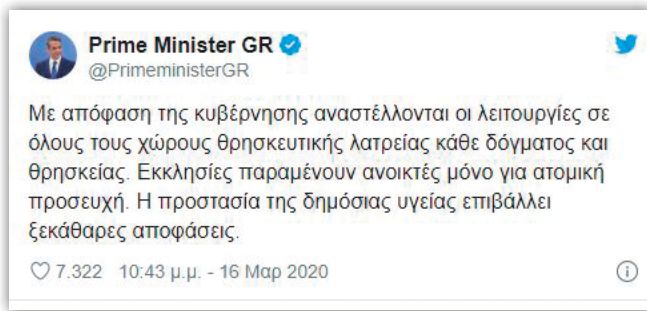 Prime Minister GR
@PrimeministerGR
Με απόφαση της κυβέρνησης αναστέλλονται οι λειτουργίες σε
όλους τους χώρους θρησκευτικής λατρείας κάθε δόγματος και
θρησκείας. Εκκλησίες παραμένουν ανοικτές μόνο για ατομική
προσευχή. Η προστασία της δημόσιας υγείας επιβάλλει
ξεκάθαρες αποφάσεις.
7.322 10:43 μ.μ. - 16 Μαρ 2020